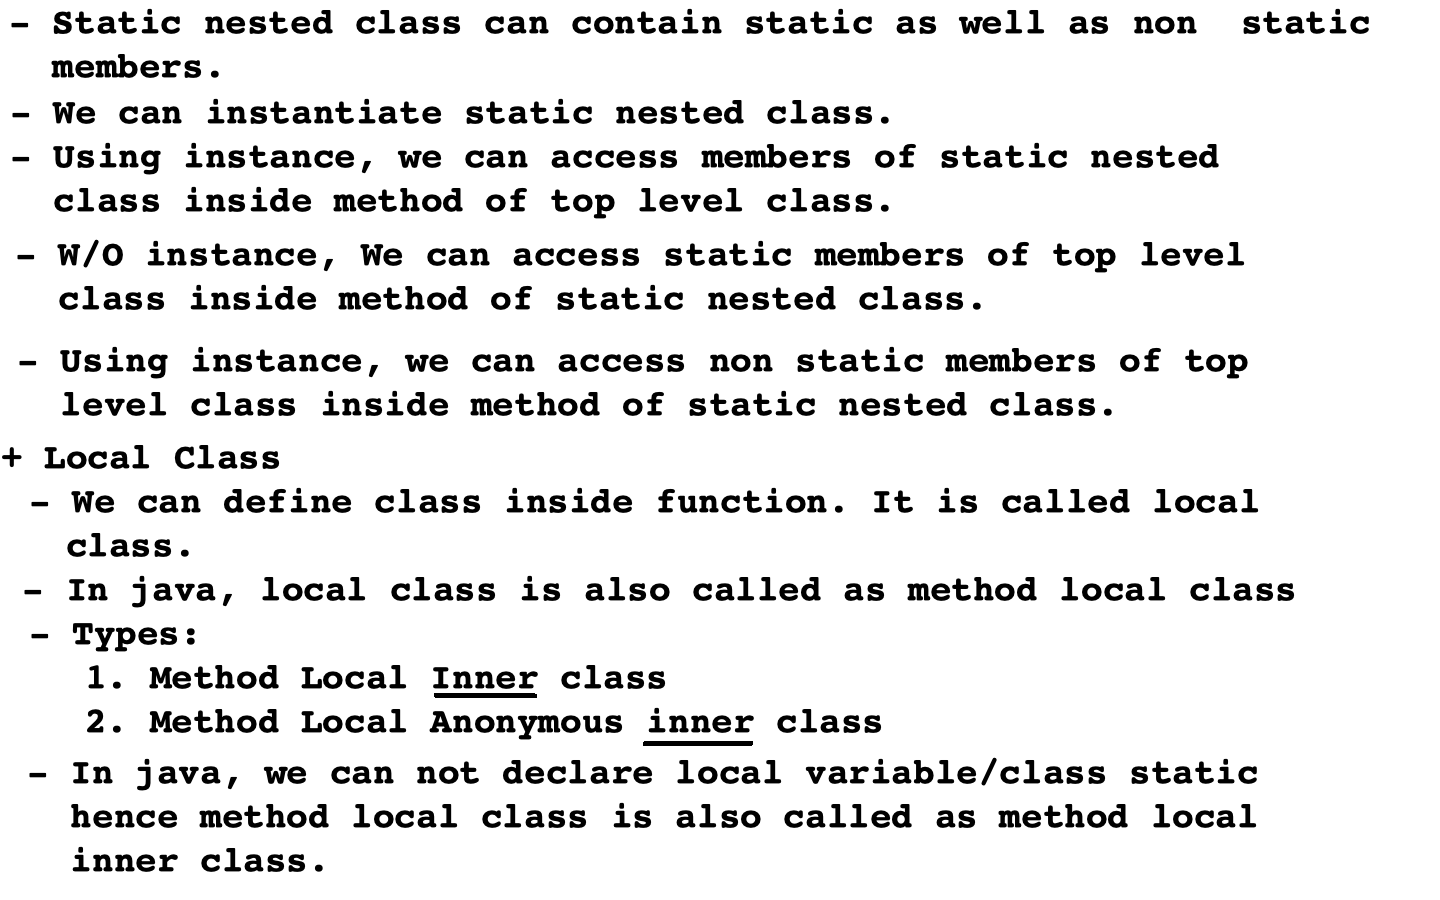 - Static nested class can contain static as well as non  static
members.
- We can instantiate static nested class.
- Using instance, we can access members of static nested
class inside method of top level class.
- W/O instance, We can access static members of top level
class inside method of static nested class.
- Using instance, we can access non static members of top
level class inside method of static nested class.
+ Local Class
- We can define class inside function. It is called local
class.
- In java, local class is also called as method local class
- Types:
1. Method Local Inner class
2. Method Local Anonymous inner class
- In java, we can not declare local variable/class static
hence method local class is also called as method local
inner class.